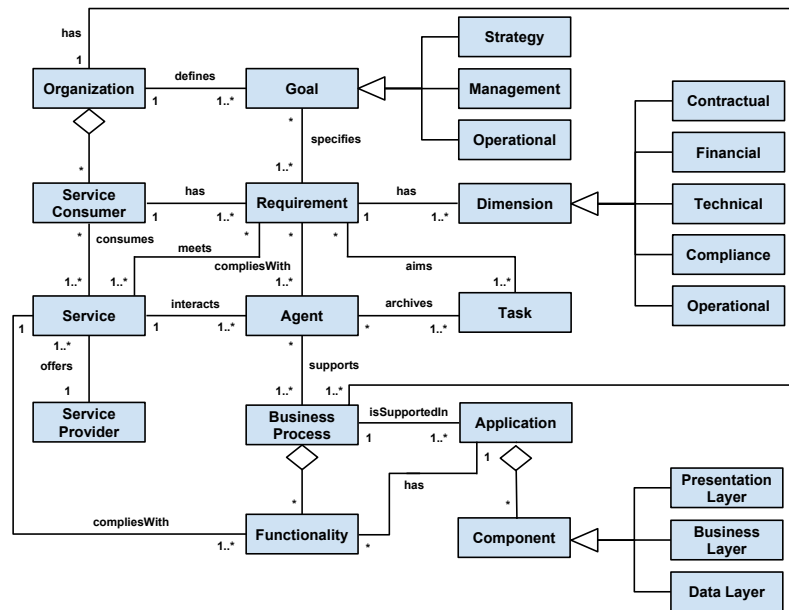 has
1
Organization
defines
1
1..*
Goal
Strategy
Management
Operational
*
specifies
1..*
*
Service
Consumer
has
1
1..*
Requirement
has
1
1..*
Dimension
Contractual
Financial
Technical
Compliance
Operational
*
consumes
1..*
meets
*
1..*
*
compliesWith
1..*
*
aims
1..*
Service
interacts
1
1..*
Agent
archives
*
1..*
Task
1
1..*
offers
1
Service
Provider
*
supports
1..*
1..*
Business
Process
isSupportedIn
1
1..*
Application
1
has
*
*
*
Functionality
compliesWith
1..*
Component
Presentation
Layer
Business
Layer
Data Layer